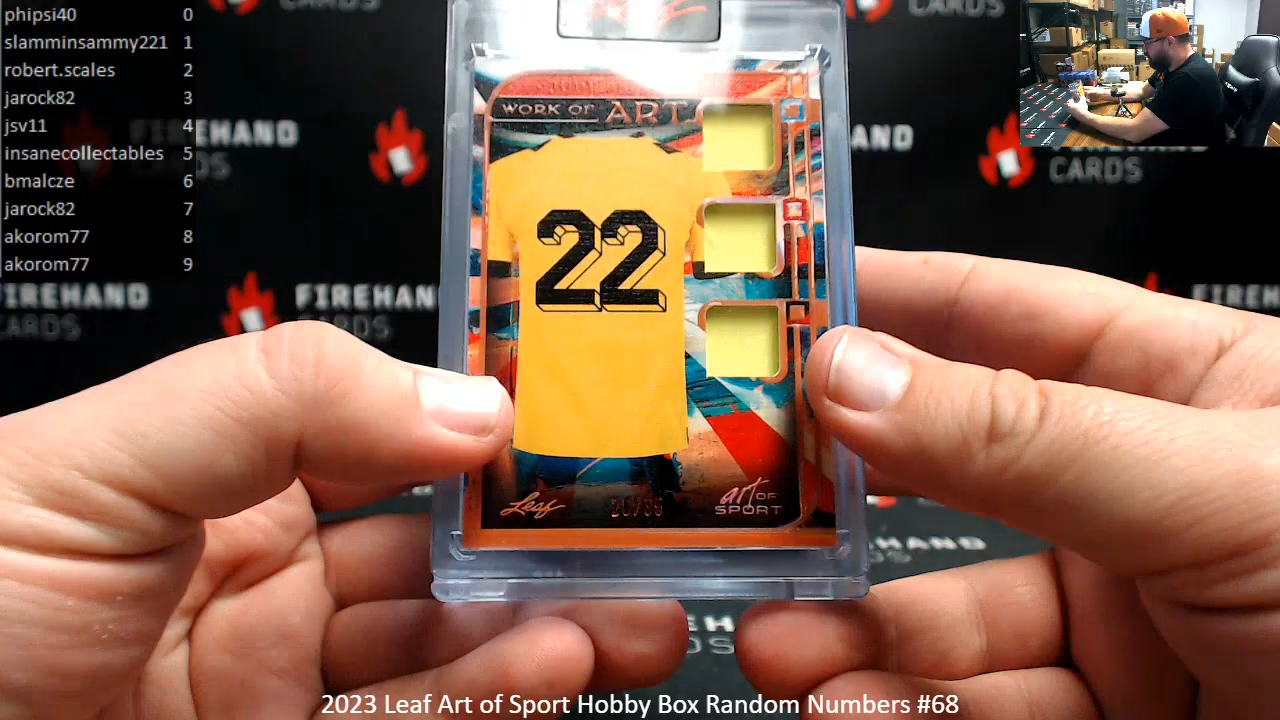 phipsi40 0
slamminsammy221 1
robert.scales 2
jarock82 3
jsv11 4
insanecollectables 5
bmalcze 6
jarock82 7
akorom77 8
akorom77 9
WORK OF ART
22
Leaf
art OF SPORT
FIREHAND CARDS
FIREHAND CARDS
2023 Leaf Art of Sport Hobby Box Random Numbers #68